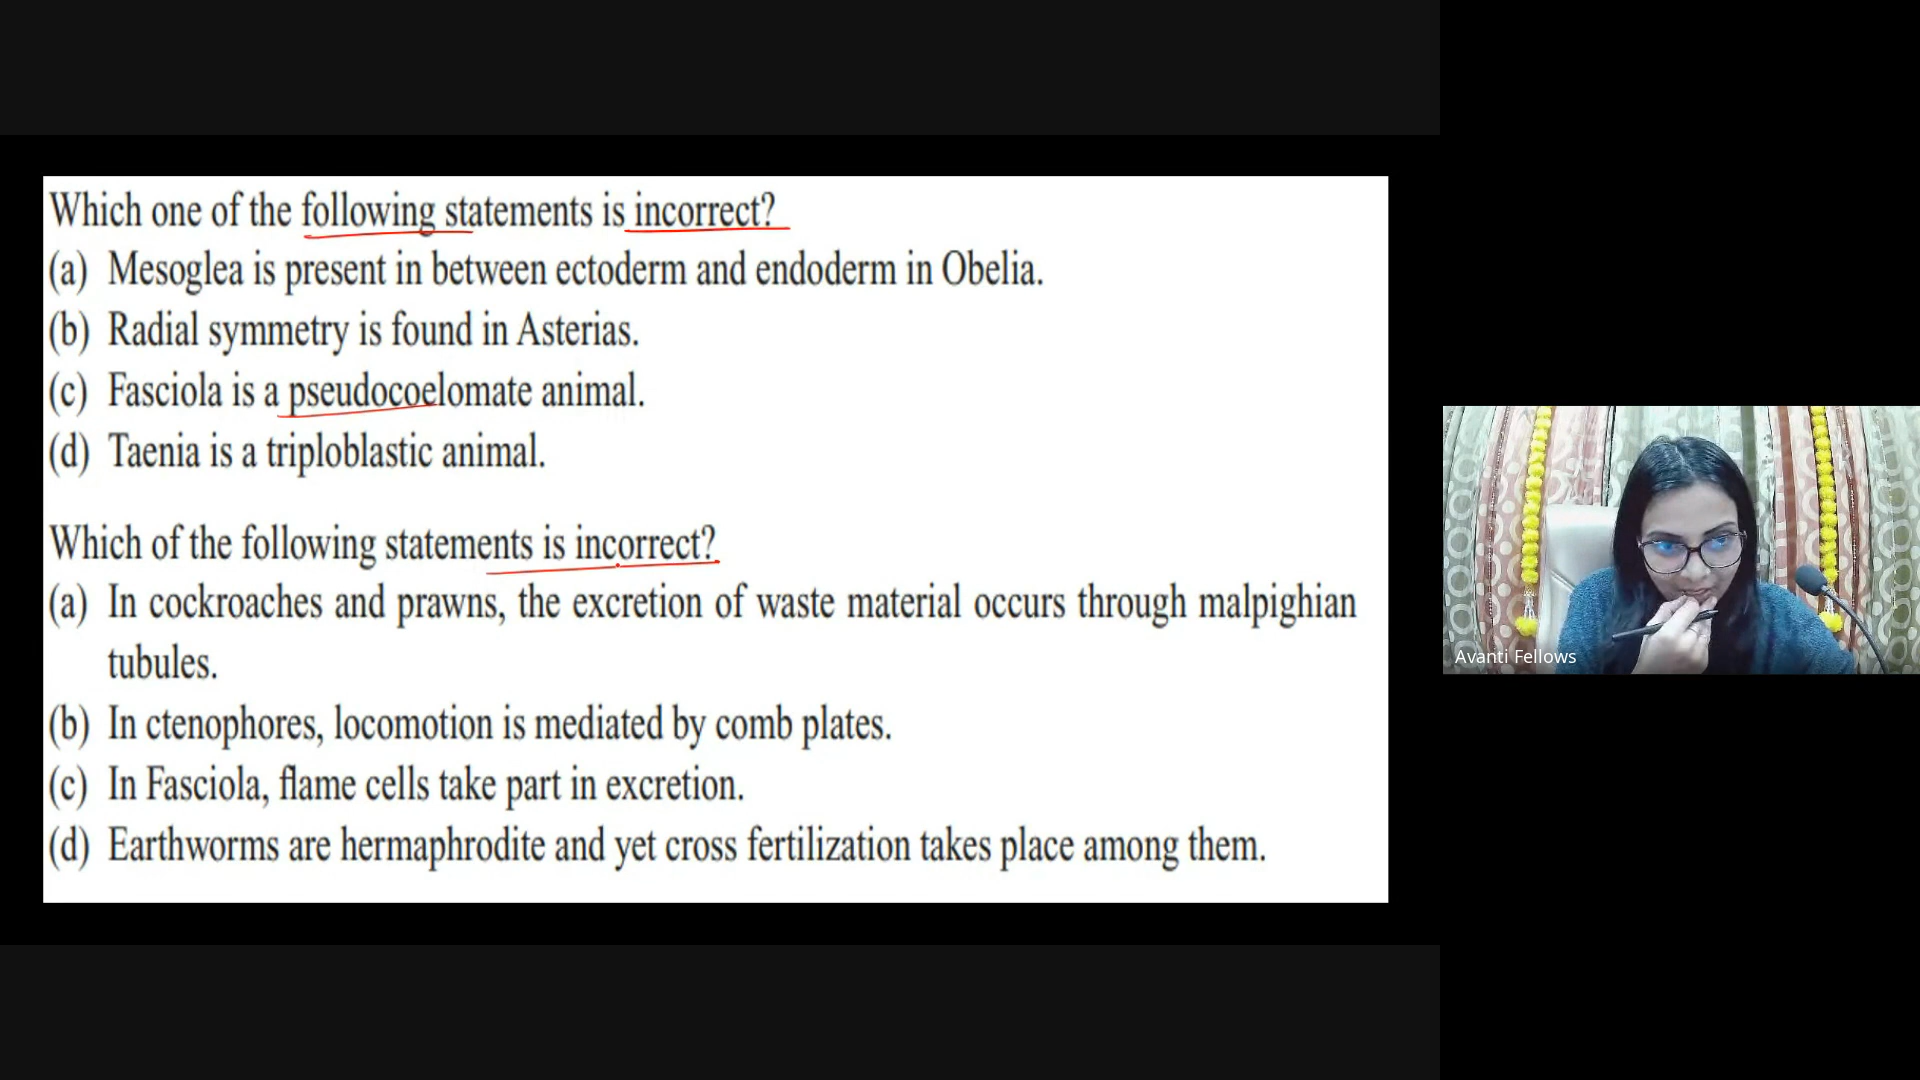 Which one of the following statements is incorrect?
(a) Mesoglea is present in between ectoderm and endoderm in Obelia.
(b) Radial symmetry is found in Asterias.
(c) Fasciola is a pseudocoelomate animal.
(d) Taenia is a triploblastic animal.
Which of the following statements is incorrect?
(a) In cockroaches and prawns, the excretion of waste material occurs through malpighian
tubules.
(b) In ctenophores, locomotion is mediated by comb plates.
(c) In Fasciola, flame cells take part in excretion.
(d) Earthworms are hermaphrodite and yet cross fertilization takes place among them.
Avanti Fellows